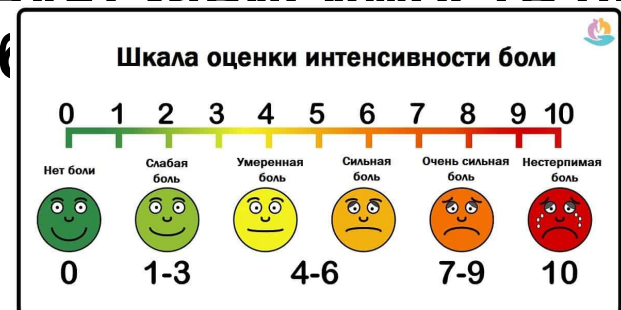 Шкала оценки интенсивности боли
0 1 2 3 4 5 6 7 8 9 10
Нет боли
Слабая
боль
Умеренная
боль
Сильная
боль
Очень сильная
боль
Нестерпимая
боль
0 1-3 4-6 7-9 10